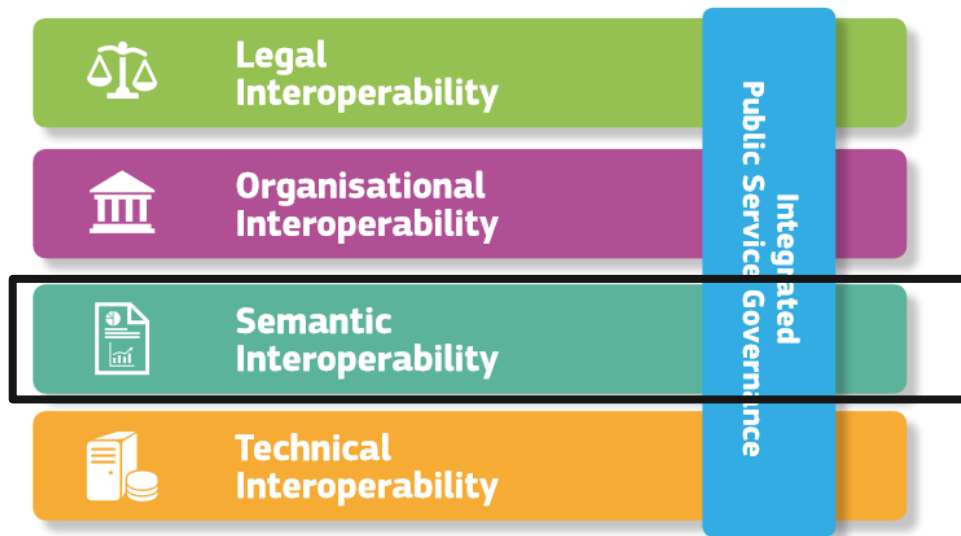 Legal
Interoperability
Organisational
Interoperability
Semantic
Interoperability
Technical
Interoperability
Integrated
Public Service Governance